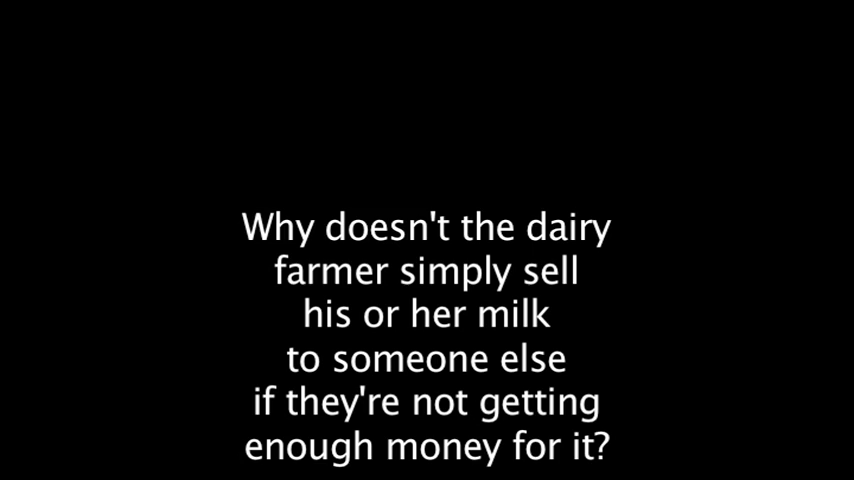 Why doesn't the dairy
farmer simply sell
his or her milk
to someone else
if they're not getting
enough money for it?